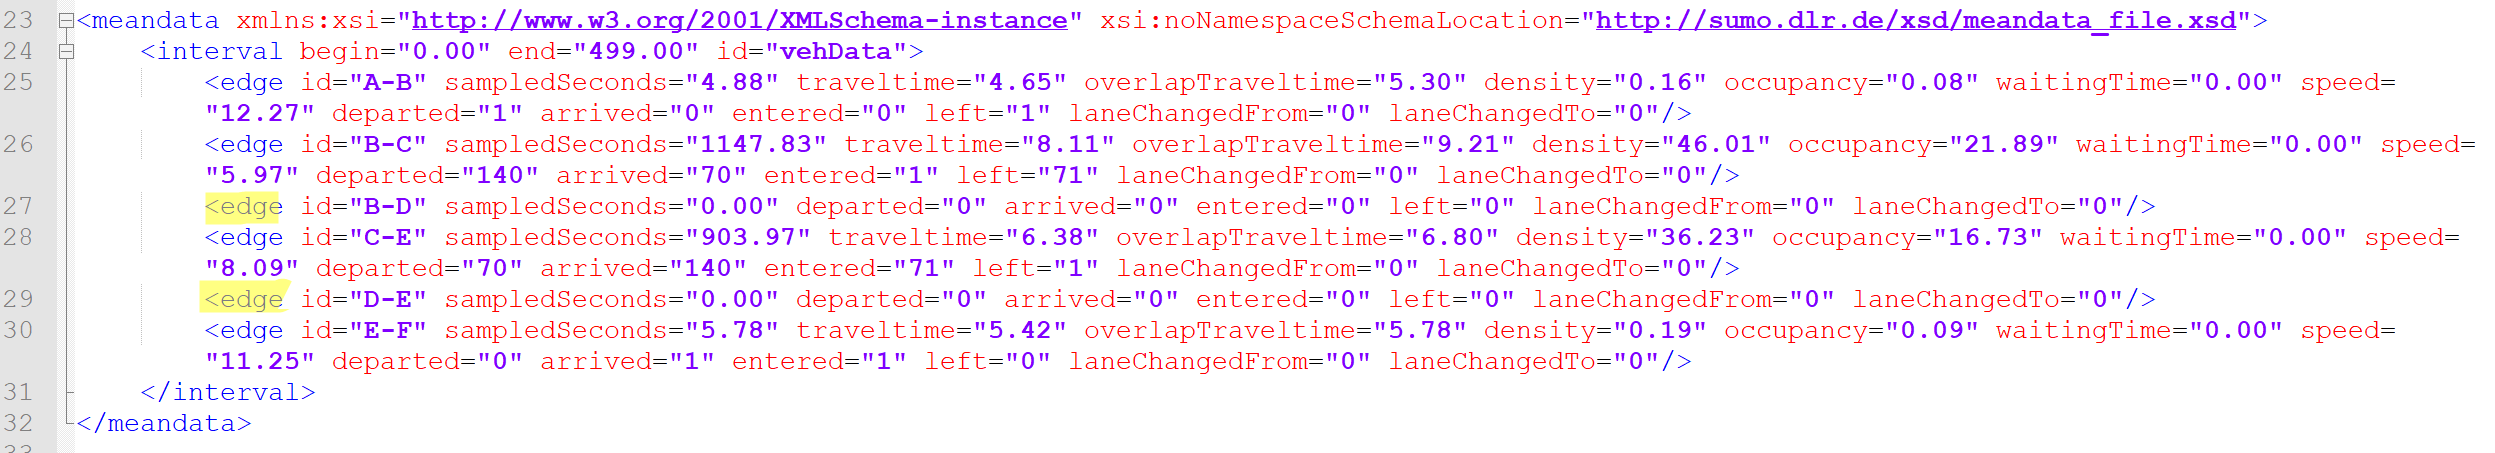 23 <meandata xmlns:xsi="http://www.w3.org/2001/XMLSchema-instance" xsi:noNamespaceSchemaLocation="http://sumo.dlr.de/xsd/meandata_file.xsd">
24 <interval begin="0.00" end="499.00" id="vehData">
25 <edge id="A-B" sampledSeconds="4.88" traveltime="4.65" overlapTraveltime="5.30" density="0.16" occupancy="0.08" waitingTime="0.00" speed=
"12.27" departed="1" arrived="0" entered="0" left="1" laneChangedFrom="0" laneChangedTo="0"/>
26 <edge id="B-C" sampledSeconds="1147.83" traveltime="8.11" overlapTraveltime="9.21" density="46.01" occupancy="21.89" waitingTime="0.00" speed=
"5.97" departed="140" arrived="70" entered="1" left="71" laneChangedFrom="0" laneChangedTo="0"/>
27 <edge id="B-D" sampledSeconds="0.00" departed="0" arrived="0" entered="0" left="0" laneChangedFrom="0" laneChangedTo="0"/>
28 <edge id="C-E" sampledSeconds="903.97" traveltime="6.38" overlapTraveltime="6.80" density="36.23" occupancy="16.73" waitingTime="0.00" speed=
"8.09" departed="70" arrived="140" entered="71" left="1" laneChangedFrom="0" laneChangedTo="0"/>
29 <edge id="D-E" sampledSeconds="0.00" departed="0" arrived="0" entered="0" left="0" laneChangedFrom="0" laneChangedTo="0"/>
30 <edge id="E-F" sampledSeconds="5.78" traveltime="5.42" overlapTraveltime="5.78" density="0.19" occupancy="0.09" waitingTime="0.00" speed=
"11.25" departed="0" arrived="1" entered="1" left="0" laneChangedFrom="0" laneChangedTo="0"/>
31 </interval>
32 </meandata>